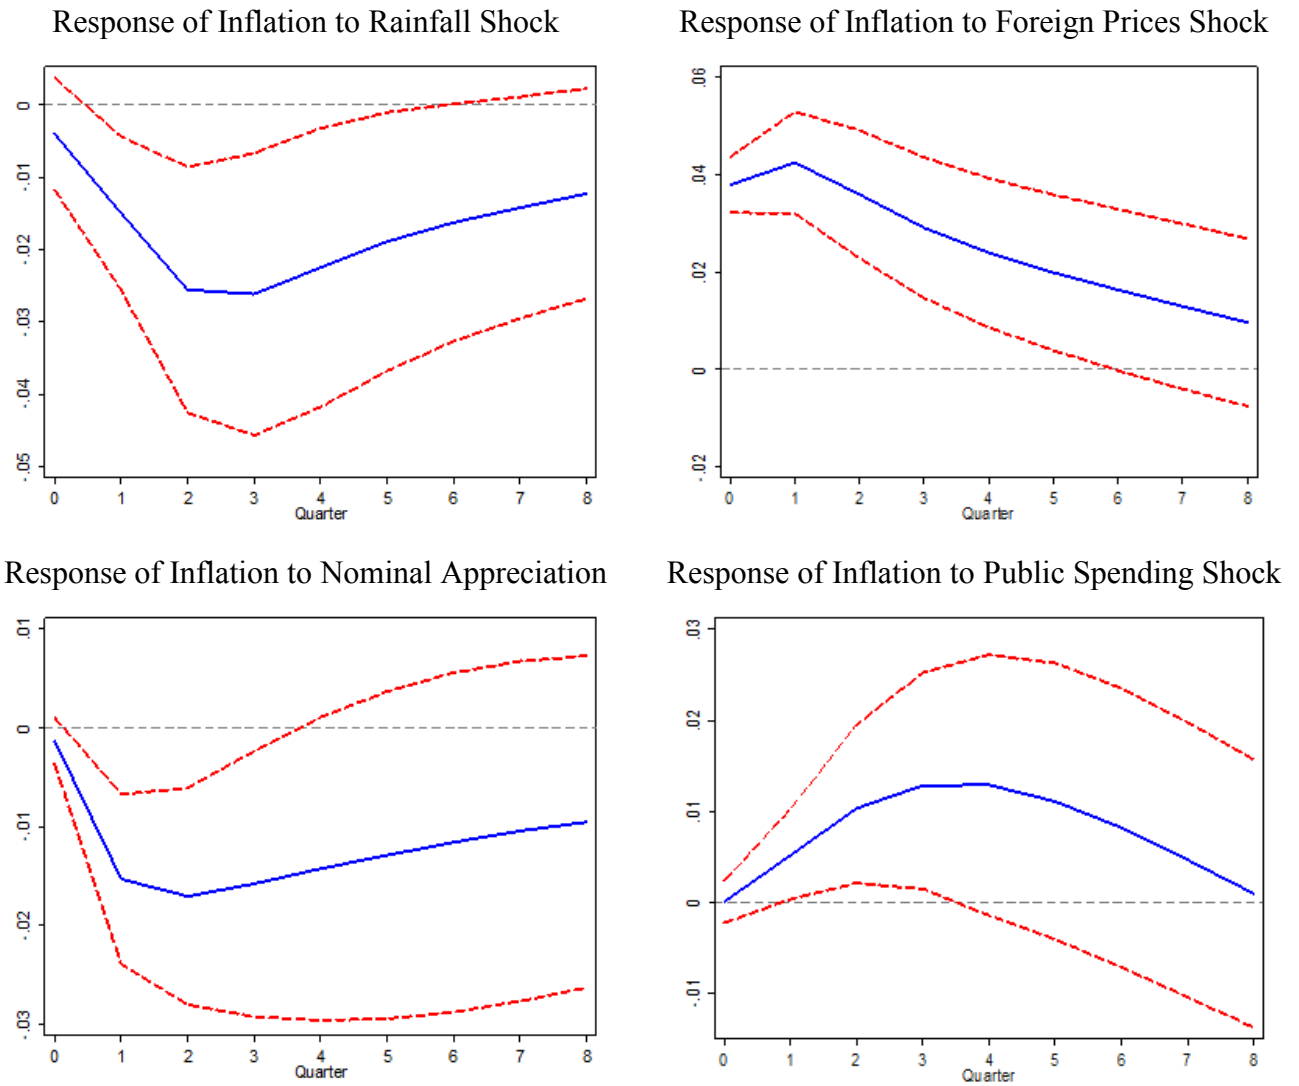 Response of Inflation to Rainfall Shock
0
-.01
-.02
-.03
-.04
-.05
0 1 2 3 4 5 6 7 8
Quarter
Response of Inflation to Foreign Prices Shock
.06
.04
.02
0
-.02
0 1 2 3 4 5 6 7 8
Quarter
Response of Inflation to Nominal Appreciation
.01
0
-.01
-.02
-.03
0 1 2 3 4 5 6 7 8
Quarter
Response of Inflation to Public Spending Shock
.03
.02
.01
0
-.01
0 1 2 3 4 5 6 7 8
Quarter